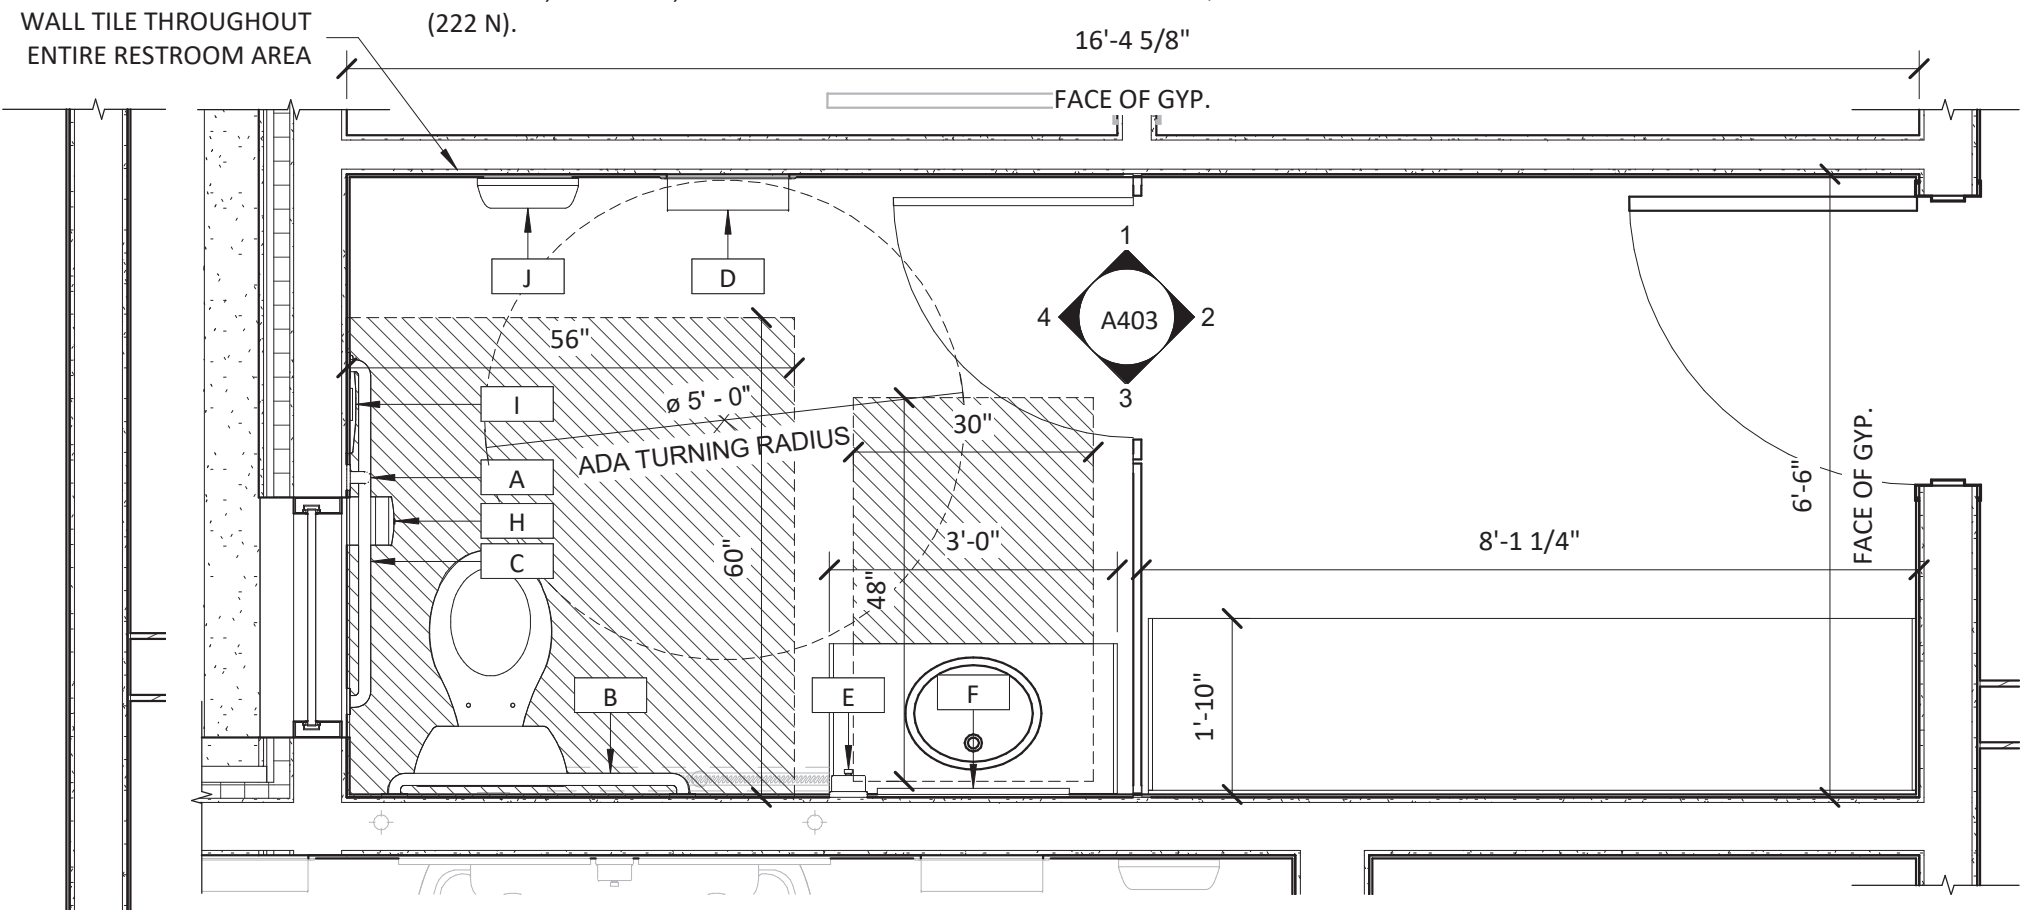 WALL TILE THROUGHOUT
ENTIRE RESTROOM AREA
(222 N).
16'-4 5/8"
FACE OF GYP.
J
D
1
4
A403
2
3
56"
I
ø 5' - 0"
ADA TURNING RADIUS
30"
A
H
C
60"
3'-0"
48"
8'-1 1/4"
6'-6"
FACE OF GYP.
B
E
F
1'-10"